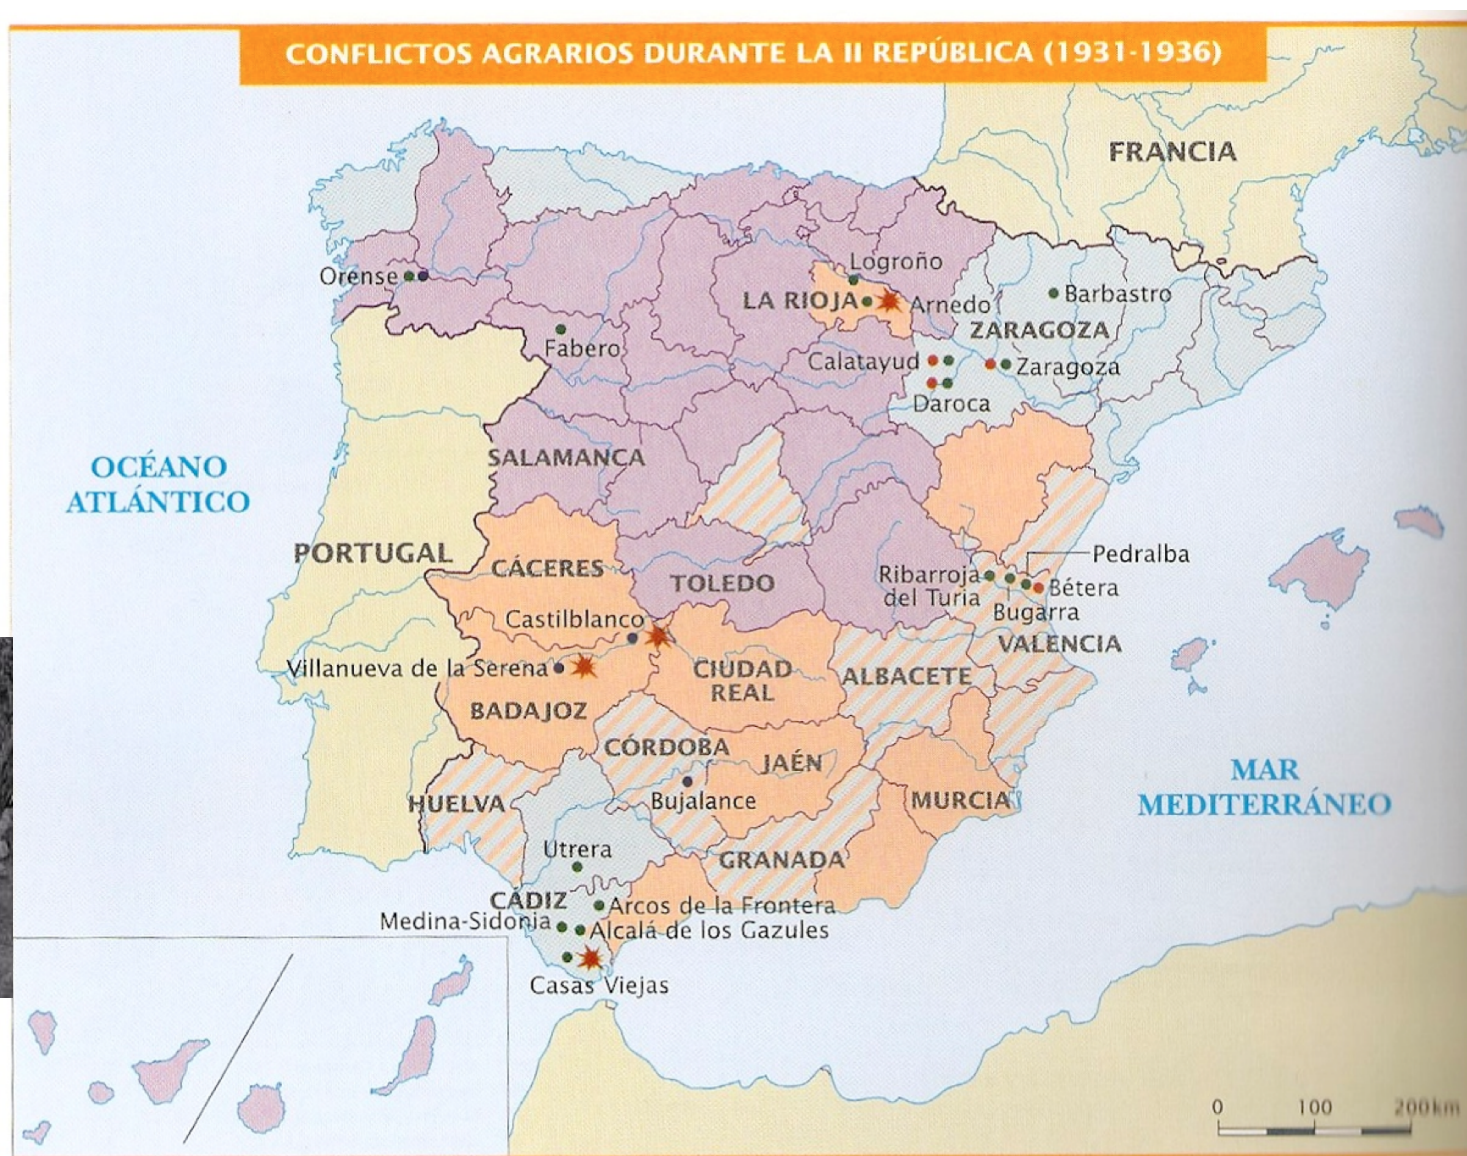 CONFLICTOS AGRARIOS DURANTE LA II REPÚBLICA (1931-1936)
FRANCIA
Logroño
Orense
LA RIOJA
Arnedo
Barbastro
ZARAGOZA
Fabero
Calatayud
Zaragoza
Daroca
SALAMANCA
OCÉANO
ATLÁNTICO
PORTUGAL
CÁCERES
TOLEDO
Pedralba
Ribarroja
del Turia
Bétera
Bugarra
Castilblanco
VALENCIA
Villanueva de la Serena
CIUDAD
REAL
ALBACETE
BADAJOZ
CÓRDOBA
JAÉN
MAR
MEDITERRÁNEO
HUELVA
Bujalance
MURCIA
Utrera
GRANADA
CÁDIZ
Arcos de la Frontera
Medina-Sidonia
Alcalá de los Gazules
Casas Viejas
0 100 200km